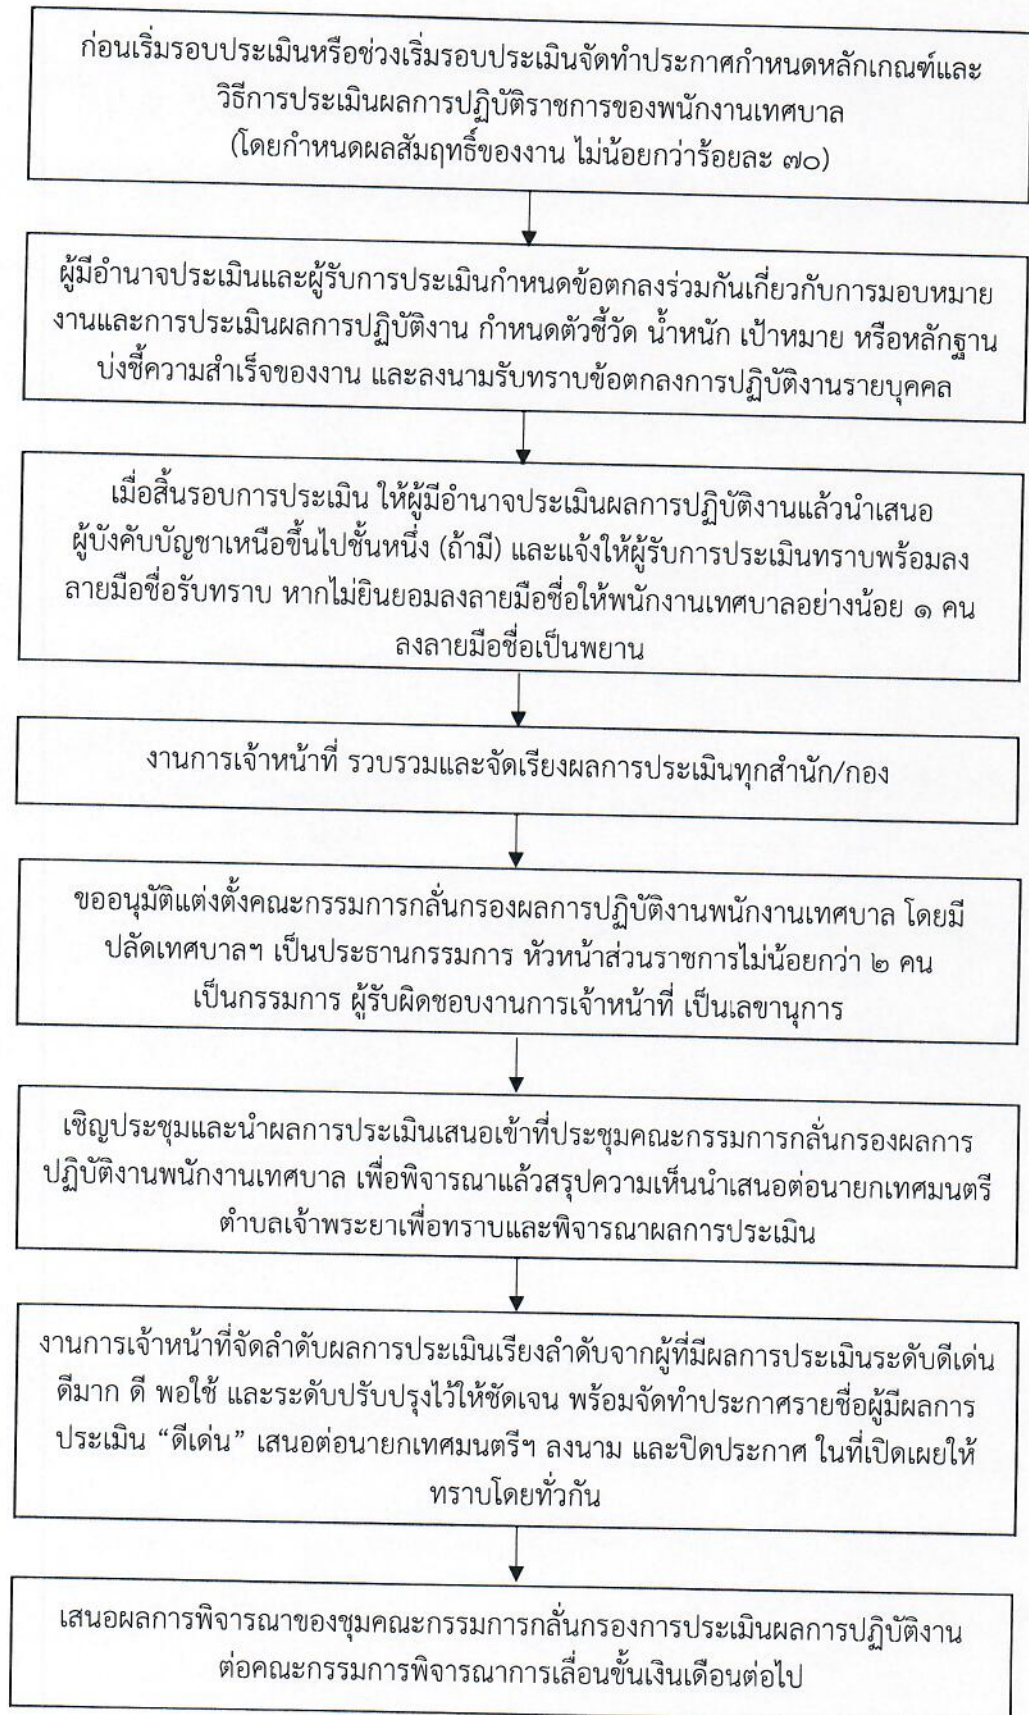 ก่อนเริ่มรอบประเมินหรือช่วงเริ่มรอบประเมินจัดทำประกาศกำหนดหลักเกณฑ์และ
วิธีการประเมินผลการปฏิบัติราชการของพนักงานเทศบาล
(โดยกำหนดผลสัมฤทธิ์ของงาน ไม่น้อยกว่าร้อยละ ๗๐)
ผู้มีอำนาจประเมินและผู้รับการประเมินกำหนดข้อตกลงร่วมกันเกี่ยวกับการมอบหมาย
งานและการประเมินผลการปฏิบัติงาน กำหนดตัวชี้วัด น้ำหนัก เป้าหมาย หรือหลักฐาน
บ่งชี้ความสำเร็จของงาน และลงนามรับทราบข้อตกลงการปฏิบัติงานรายบุคคล
เมื่อสิ้นรอบการประเมิน ให้ผู้มีอำนาจประเมินผลการปฏิบัติงานแล้วนำเสนอ
ผู้บังคับบัญชาเหนือขึ้นไปชั้นหนึ่ง (ถ้ามี) และแจ้งให้ผู้รับการประเมินทราบพร้อมลง
ลายมือชื่อรับทราบ หากไม่ยินยอมลงลายมือชื่อให้พนักงานเทศบาลอย่างน้อย ๑ คน
ลงลายมือชื่อเป็นพยาน
งานการเจ้าหน้าที่ รวบรวมและจัดเรียงผลการประเมินทุกสำนัก/กอง
ขออนุมัติแต่งตั้งคณะกรรมการกลั่นกรองผลการปฏิบัติงานพนักงานเทศบาล โดยมี
ปลัดเทศบาลฯ เป็นประธานกรรมการ หัวหน้าส่วนราชการไม่น้อยกว่า ๒ คน
เป็นกรรมการ ผู้รับผิดชอบงานการเจ้าหน้าที่ เป็นเลขานุการ
เชิญประชุมและนำผลการประเมินเสนอเข้าที่ประชุมคณะกรรมการกลั่นกรองผลการ
ปฏิบัติงานพนักงานเทศบาล เพื่อพิจารณาแล้วสรุปความเห็นนำเสนอต่อนายกเทศมนตรี
ตำบลเจ้าพระยาเพื่อทราบและพิจารณาผลการประเมิน
งานการเจ้าหน้าที่จัดลำดับผลการประเมินเรียงลำดับจากผู้ที่มีผลการประเมินระดับดีเด่น
ดีมาก ดี พอใช้ และระดับปรับปรุงไว้ให้ชัดเจน พร้อมจัดทำประกาศรายชื่อผู้มีผลการ
ประเมิน “ดีเด่น” เสนอต่อนายกเทศมนตรีฯ ลงนาม และปิดประกาศ ในที่เปิดเผยให้
ทราบโดยทั่วกัน
เสนอผลการพิจารณาของชุมคณะกรรมการกลั่นกรองการประเมินผลการปฏิบัติงาน
ต่อคณะกรรมการพิจารณาการเลื่อนขั้นเงินเดือนต่อไป